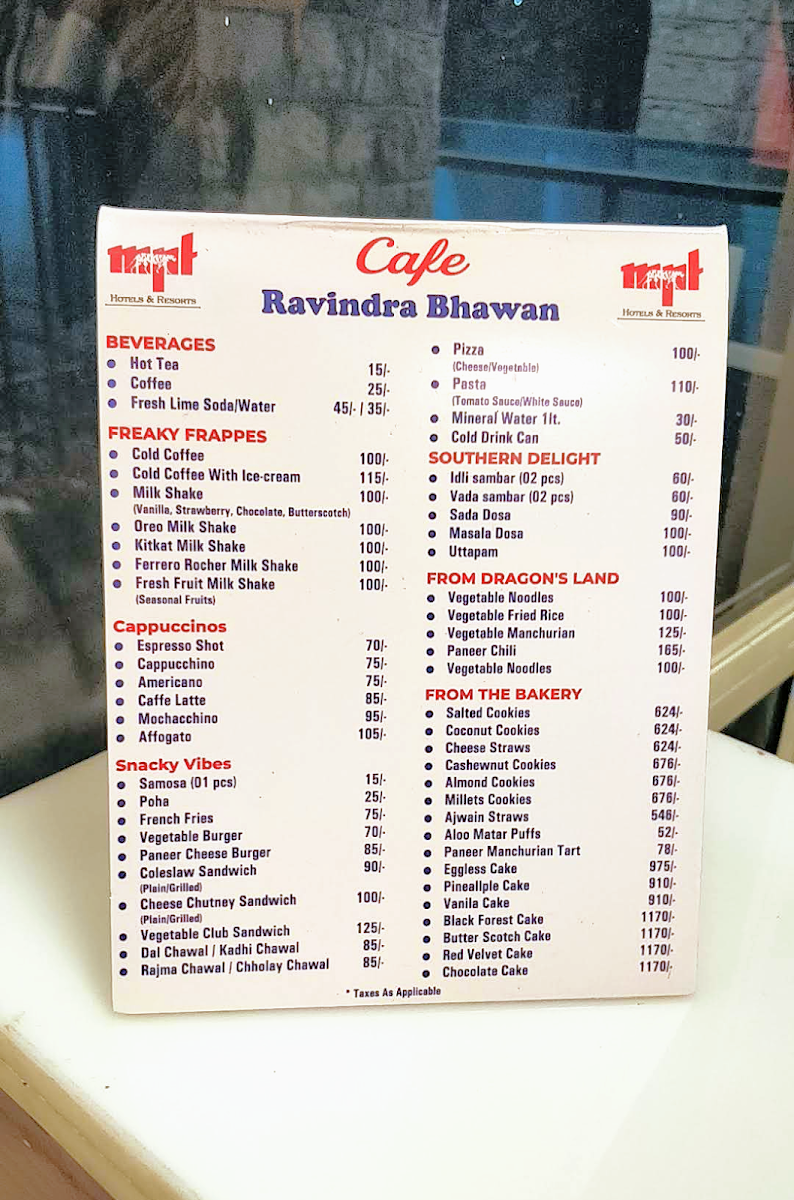 mpt
HOTELS & RESORTS
Cafe
Ravindra Bhawan
mpt
HOTELS & RESORTS
BEVERAGES
Hot Tea 15/-
Coffee 25/-
Fresh Lime Soda/Water 45/- / 35/-
FREAKY FRAPPES
Cold Coffee 100/-
Cold Coffee With Ice-cream 115/-
Milk Shake 100/-
(Vanilla, Strawberry, Chocolate, Butterscotch)
Oreo Milk Shake 100/-
Kitkat Milk Shake 100/-
Ferrero Rocher Milk Shake 100/-
Fresh Fruit Milk Shake 100/-
(Seasonal Fruits)
Cappuccinos
Espresso Shot 70/-
Cappucchino 75/-
Americano 75/-
Caffe Latte 85/-
Mochacchino 95/-
Affogato 105/-
Snacky Vibes
Samosa (01 pcs) 15/-
Poha 25/-
French Fries 75/-
Vegetable Burger 70/-
Paneer Cheese Burger 85/-
Coleslaw Sandwich 90/-
(Plain/Grilled)
Cheese Chutney Sandwich 100/-
(Plain/Grilled)
Vegetable Club Sandwich 125/-
Dal Chawal / Kadhi Chawal 85/-
Rajma Chawal / Chholay Chawal 85/-
Pizza 100/-
(Cheese/Vegetable)
Pasta 110/-
(Tomato Sauce/White Sauce)
Mineral Water 1lt. 30/-
Cold Drink Can 50/-
SOUTHERN DELIGHT
Idli sambar (02 pcs) 60/-
Vada sambar (02 pcs) 60/-
Sada Dosa 90/-
Masala Dosa 100/-
Uttapam 100/-
FROM DRAGON'S LAND
Vegetable Noodles 100/-
Vegetable Fried Rice 100/-
Vegetable Manchurian 125/-
Paneer Chili 165/-
Vegetable Noodles 100/-
FROM THE BAKERY
Salted Cookies 624/-
Coconut Cookies 624/-
Cheese Straws 624/-
Cashewnut Cookies 676/-
Almond Cookies 676/-
Millets Cookies 676/-
Ajwain Straws 546/-
Aloo Matar Puffs 52/-
Paneer Manchurian Tart 78/-
Eggless Cake 975/-
Pineallple Cake 910/-
Vanila Cake 910/-
Black Forest Cake 1170/-
Butter Scotch Cake 1170/-
Red Velvet Cake 1170/-
Chocolate Cake 1170/-
* Taxes As Applicable